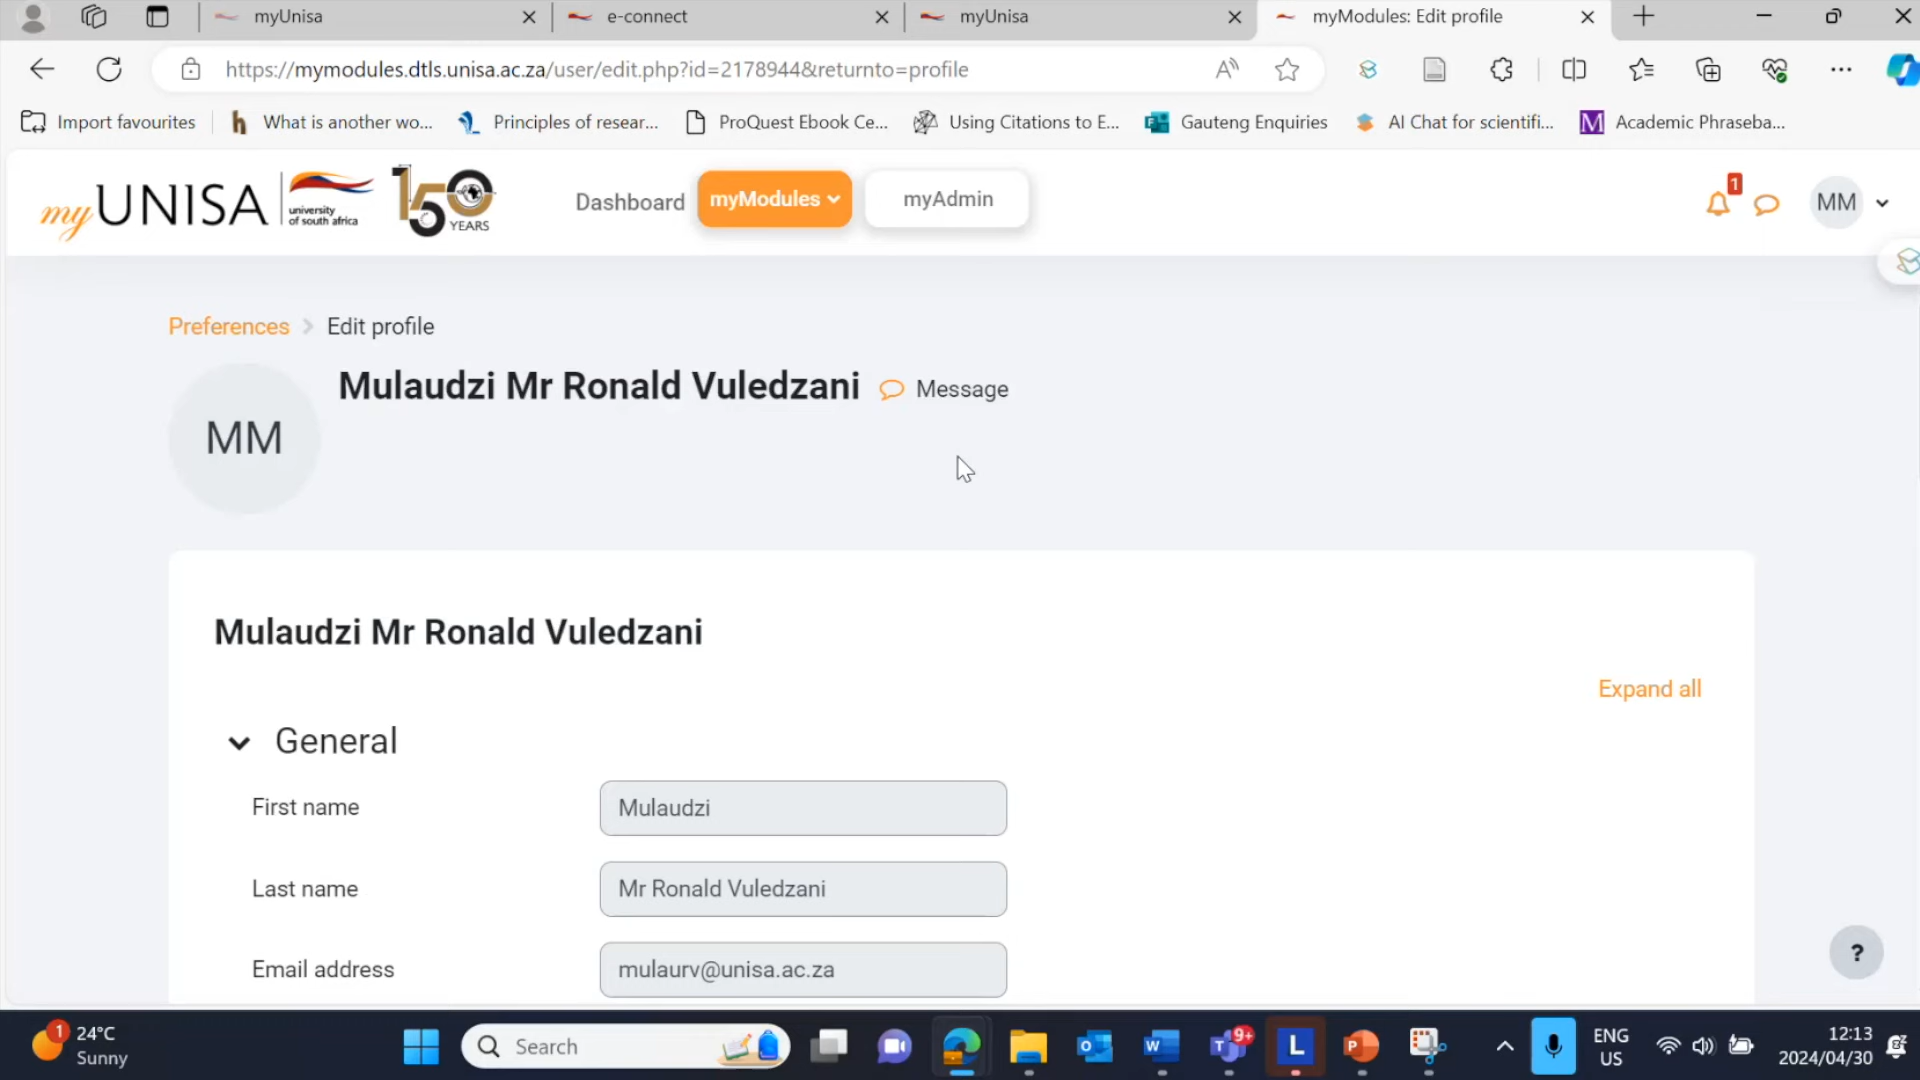 myUnisa
e-connect
myUnisa
myModules: Edit profile
https://mymodules.dtls.unisa.ac.za/user/edit.php?id=2178944&returnto=profile
Import favourites
What is another wo...
Principles of resear...
ProQuest Ebook Ce...
Using Citations to E...
Gauteng Enquiries
AI Chat for scientifi...
M
Academic Phraseba...
myUNISA
university
of south africa
150
YEARS
Dashboard
myModules
myAdmin
1
MM
Preferences
Edit profile
MM
Mulaudzi Mr Ronald Vuledzani
Message
Mulaudzi Mr Ronald Vuledzani
Expand all
General
First name
Mulaudzi
Last name
Mr Ronald Vuledzani
Email address
mulaurv@unisa.ac.za
?
1
24°C
Sunny
Search
9+
L
ENG
US
12:13
2024/04/30